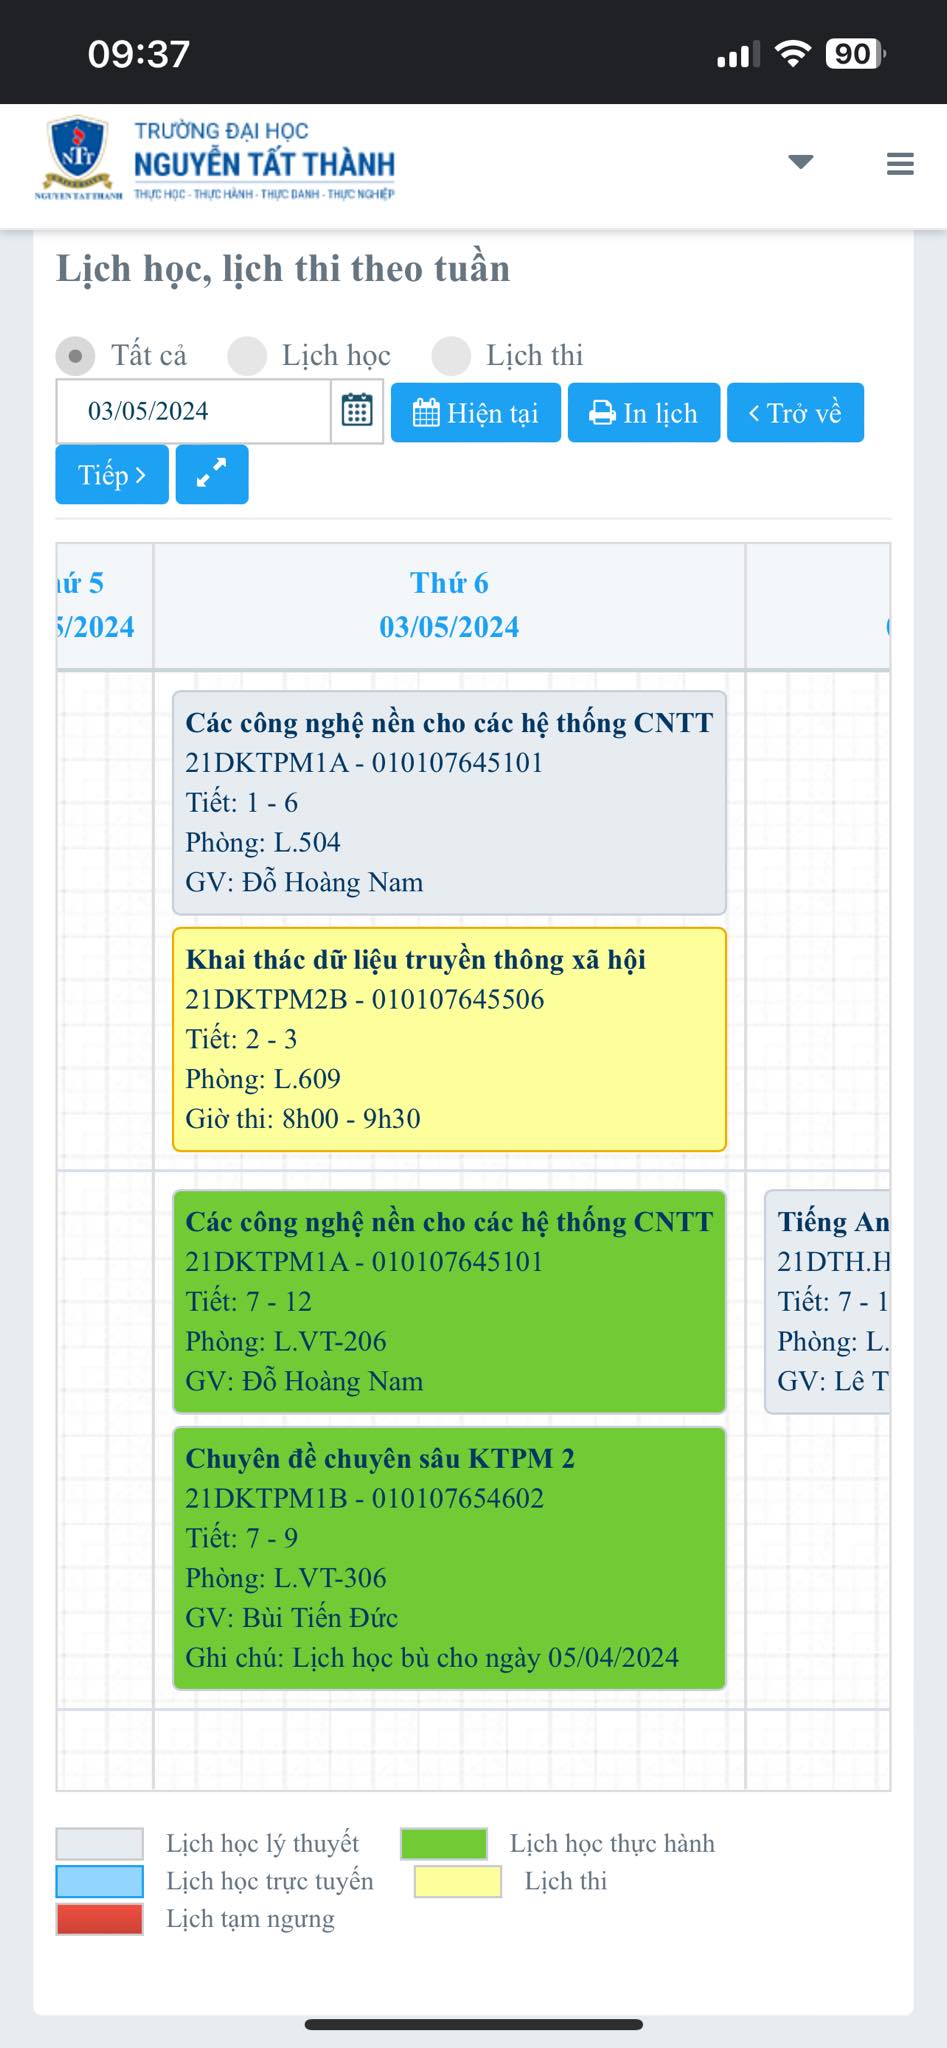 09:37
90
NTT
UNIVERSITY
NGUYEN TAT THANH
TRƯỜNG ĐẠI HỌC
NGUYỄN TẤT THÀNH
THỰC HỌC - THỰC HÀNH - THỰC DANH - THỰC NGHIỆP
Lịch học, lịch thi theo tuần
Tất cả Lịch học Lịch thi
03/05/2024 Hiện tại In lịch Trở về
Tiếp
ứ 5
5/2024
Thứ 6
03/05/2024
Các công nghệ nền cho các hệ thống CNTT
21DKTPM1A - 010107645101
Tiết: 1 - 6
Phòng: L.504
GV: Đỗ Hoàng Nam
Khai thác dữ liệu truyền thông xã hội
21DKTPM2B - 010107645506
Tiết: 2 - 3
Phòng: L.609
Giờ thi: 8h00 - 9h30
Các công nghệ nền cho các hệ thống CNTT
21DKTPM1A - 010107645101
Tiết: 7 - 12
Phòng: L.VT-206
GV: Đỗ Hoàng Nam
Tiếng An
21DTH.H
Tiết: 7 - 1
Phòng: L.
GV: Lê T
Chuyên đề chuyên sâu KTPM 2
21DKTPM1B - 010107654602
Tiết: 7 - 9
Phòng: L.VT-306
GV: Bùi Tiến Đức
Ghi chú: Lịch học bù cho ngày 05/04/2024
Lịch học lý thuyết Lịch học thực hành
Lịch học trực tuyến Lịch thi
Lịch tạm ngưng